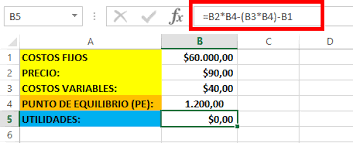 B5 fx =B2*B4-(B3*B4)-B1
A B C D
1 COSTOS FIJOS $60.000,00
2 PRECIO: $90,00
3 COSTOS VARIABLES: $40,00
4 PUNTO DE EQUILIBRIO (PE): 1.200,00
5 UTILIDADES: $0,00
6